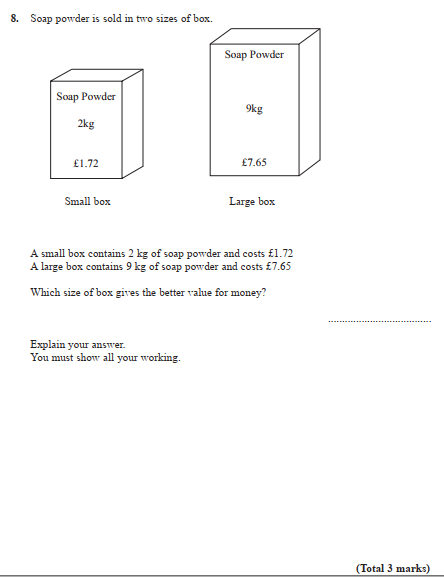 8. Soap powder is sold in two sizes of box.
Soap Powder
2kg
£1.72
Small box
Soap Powder
9kg
£7.65
Large box
A small box contains 2 kg of soap powder and costs £1.72
A large box contains 9 kg of soap powder and costs £7.65
Which size of box gives the better value for money?
Explain your answer.
You must show all your working.
(Total 3 marks)